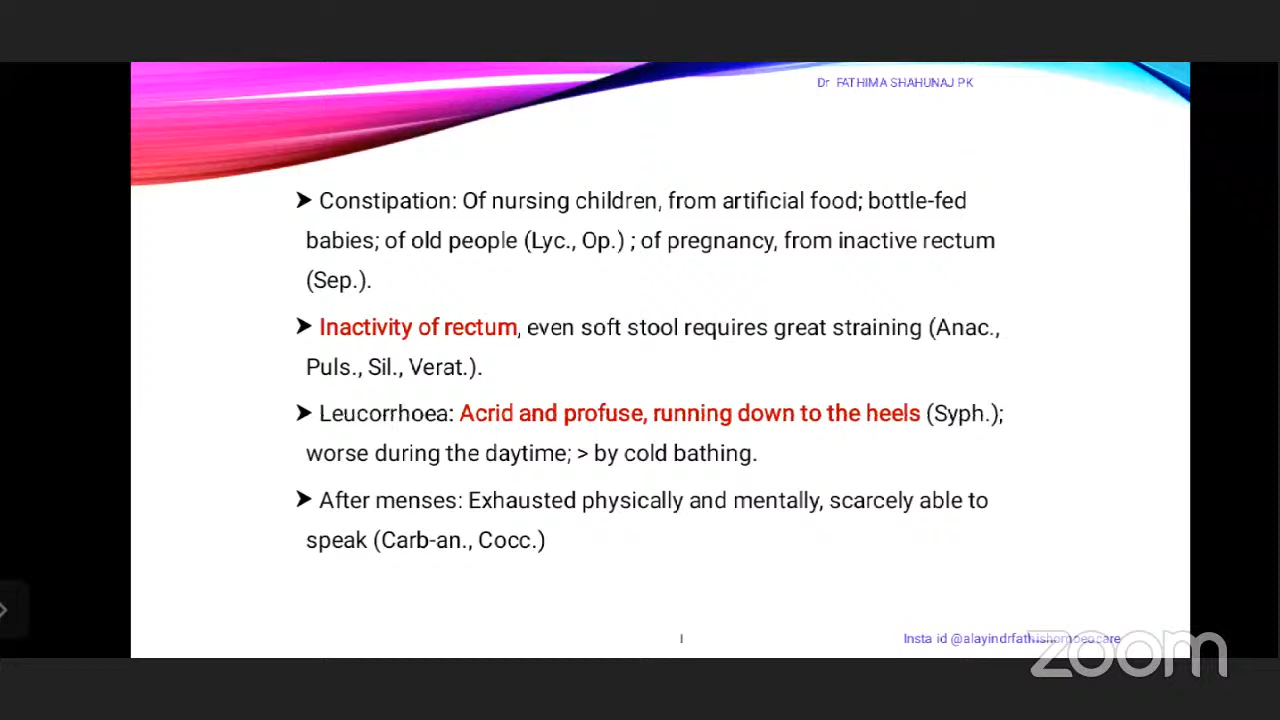 Dr FATHIMA SHAHUNAJ PK
➤ Constipation: Of nursing children, from artificial food; bottle-fed
babies; of old people (Lyc., Op.) ; of pregnancy, from inactive rectum
(Sep.).
➤ Inactivity of rectum, even soft stool requires great straining (Anac.,
Puls., Sil., Verat.).
➤ Leucorrhoea: Acrid and profuse, running down to the heels (Syph.);
worse during the daytime; > by cold bathing.
➤ After menses: Exhausted physically and mentally, scarcely able to
speak (Carb-an., Cocc.)
Insta id @alayindrfathishomoeocare
zoom